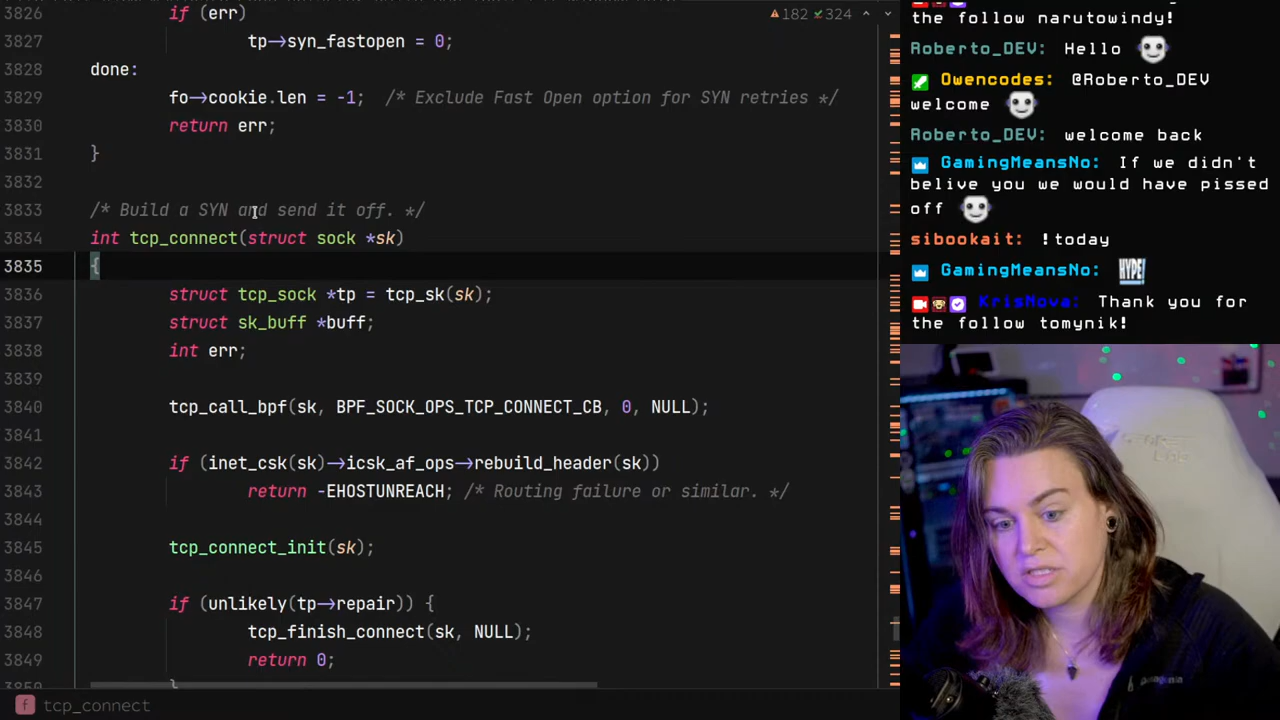 3826 if (err)
182 324
3827 tp->syn_fastopen = 0;
3828 done:
3829 fo->cookie.len = -1; /* Exclude Fast Open option for SYN retries */
3830 return err;
3831 }
3832
3833 /* Build a SYN and send it off. */
3834 int tcp_connect(struct sock *sk)
3835 {
3836 struct tcp_sock *tp = tcp_sk(sk);
3837 struct sk_buff *buff;
3838 int err;
3839
3840 tcp_call_bpf(sk, BPF_SOCK_OPS_TCP_CONNECT_CB, 0, NULL);
3841
3842 if (inet_csk(sk)->icsk_af_ops->rebuild_header(sk))
3843 return -EHOSTUNREACH; /* Routing failure or similar. */
3844
3845 tcp_connect_init(sk);
3846
3847 if (unlikely(tp->repair)) {
3848 tcp_finish_connect(sk, NULL);
3849 return 0;
f tcp_connect
the follow narutowindy!
Roberto_DEV: Hello
Owencodes: @Roberto_DEV
welcome
Roberto_DEV: welcome back
GamingMeansNo: If we didn't
belive you we would have pissed
off
sibookait: !today
GamingMeansNo: HYPE!
KrisNova: Thank you for
the follow tomynik!